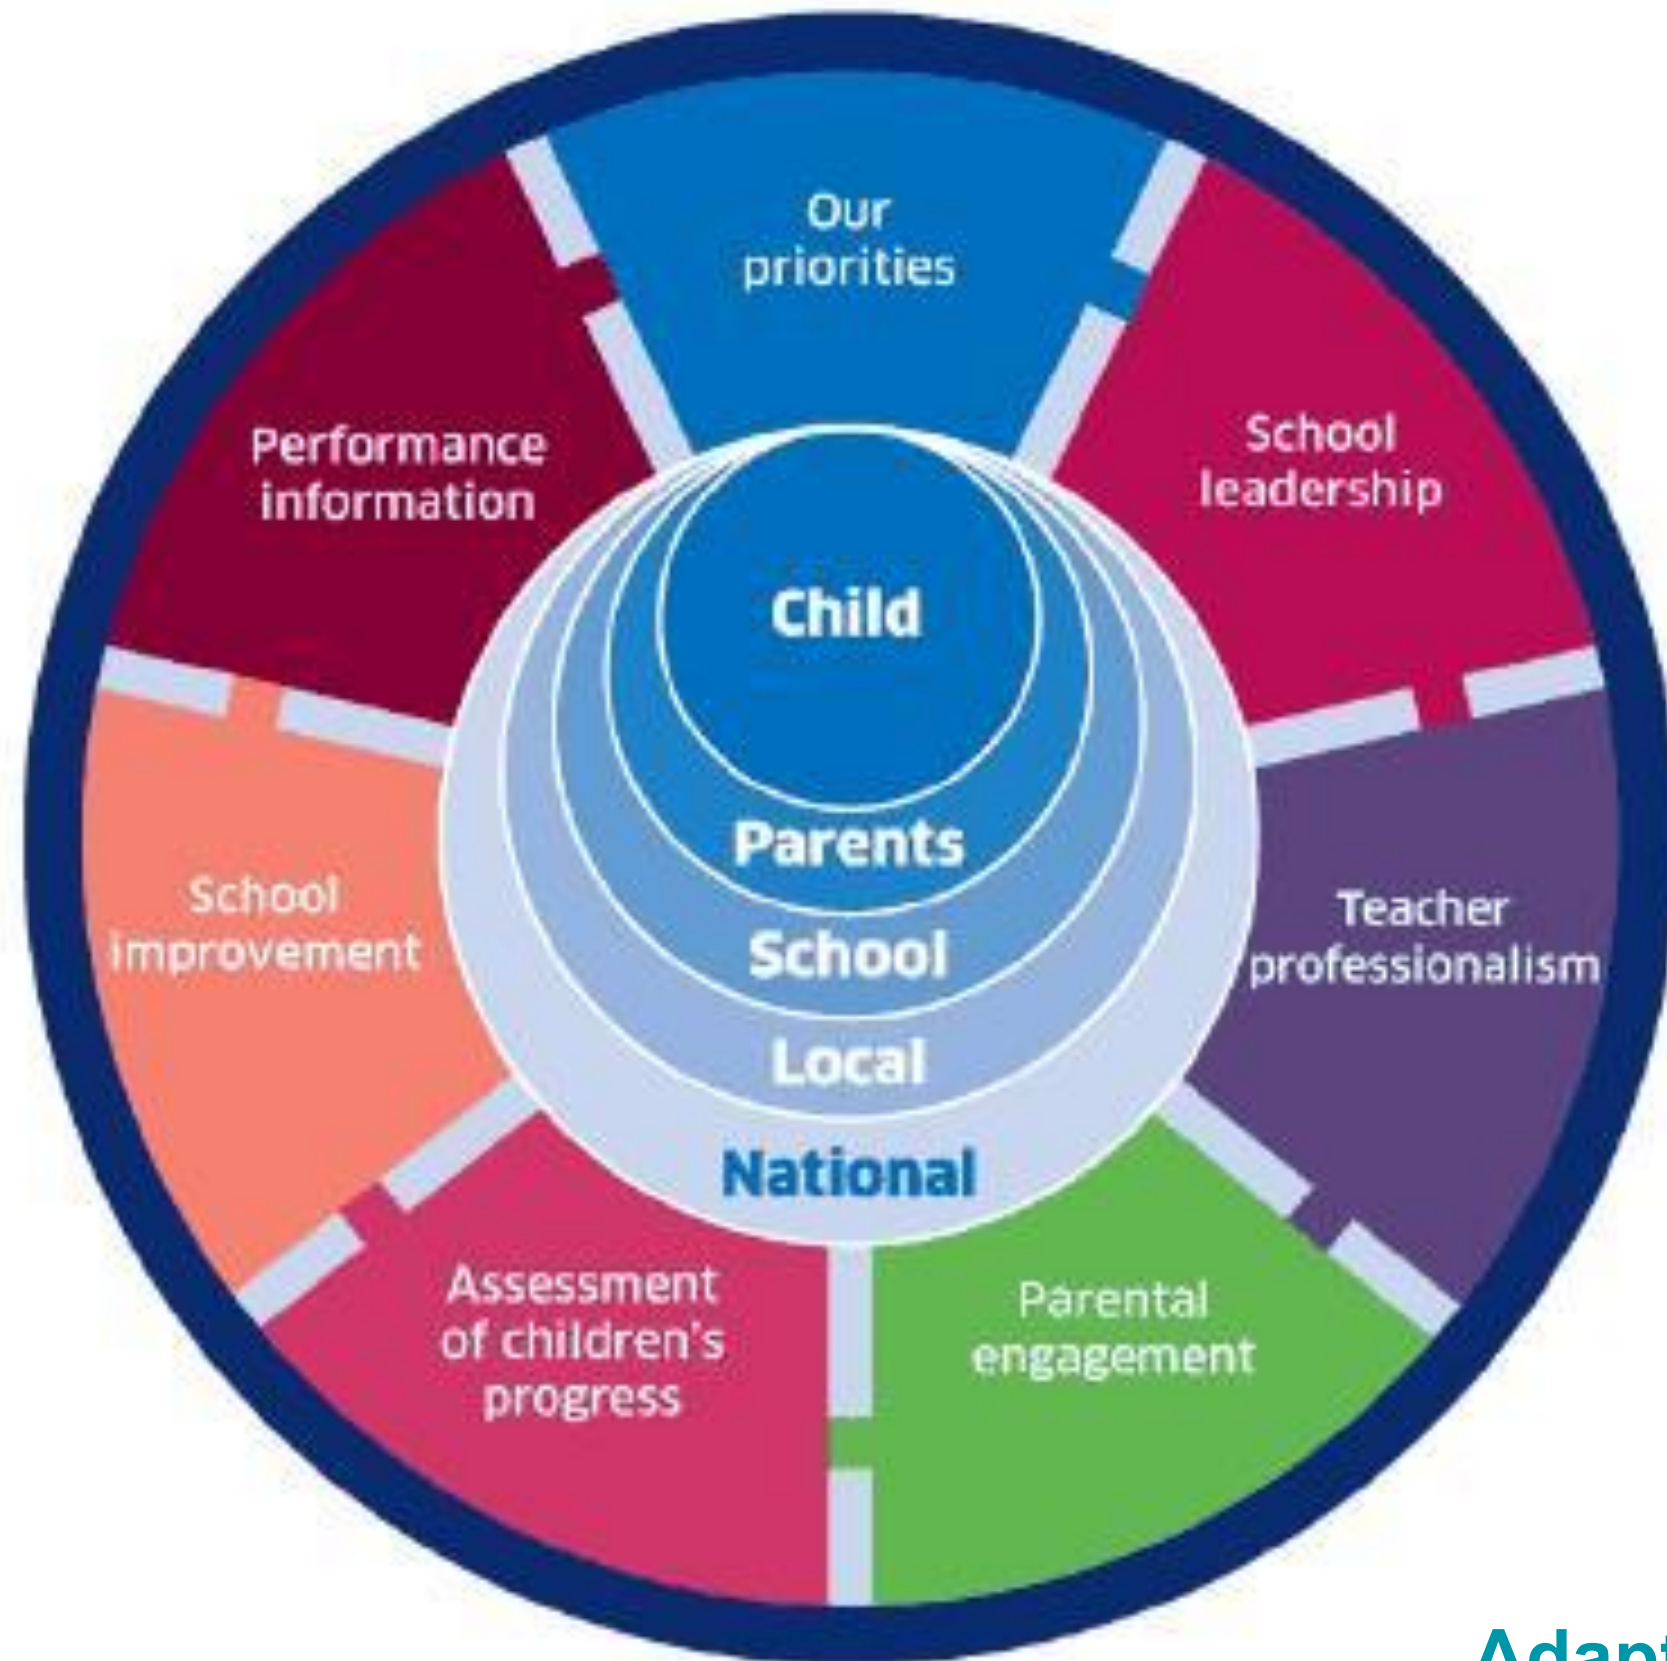 Our
priorities
School
leadership
Teacher
professionalism
Parental
engagement
Assessment
of children's
progress
School
improvement
Performance
information
Child
Parents
School
Local
National